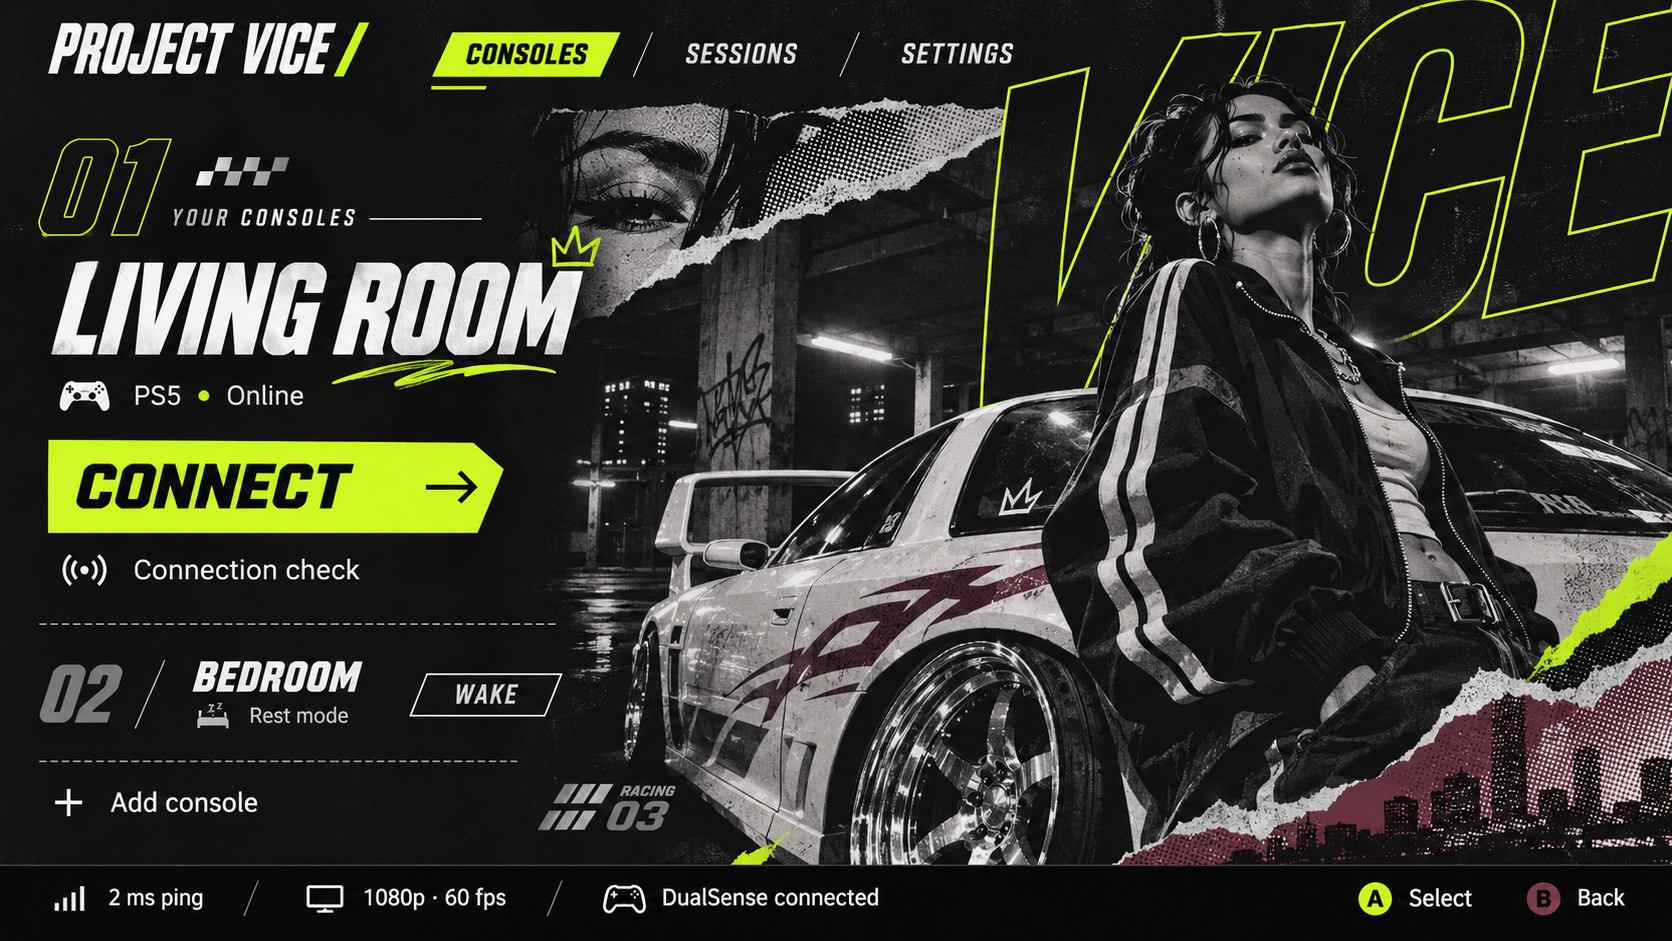 PROJECT VICE/
CONSOLES / SESSIONS / SETTINGS
VICE
01
YOUR CONSOLES
LIVING ROOM
PS5 • Online
CONNECT →
Connection check
02 / BEDROOM
Rest mode
WAKE
+ Add console
RACING
03
2 ms ping / 1080p · 60 fps / DualSense connected
A Select
B Back